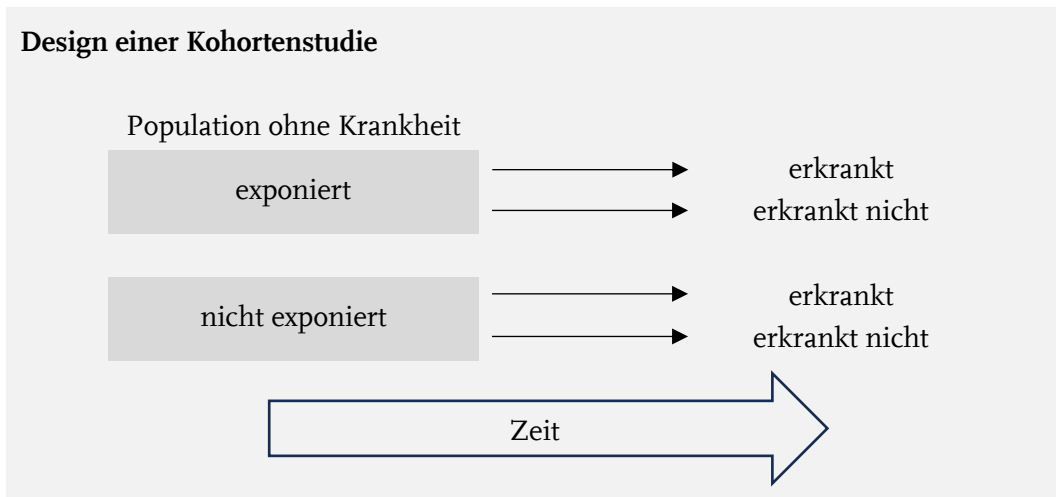 Design einer Kohortenstudie
Population ohne Krankheit
exponiert
erkrankt
erkrankt nicht
nicht exponiert
erkrankt
erkrankt nicht
Zeit